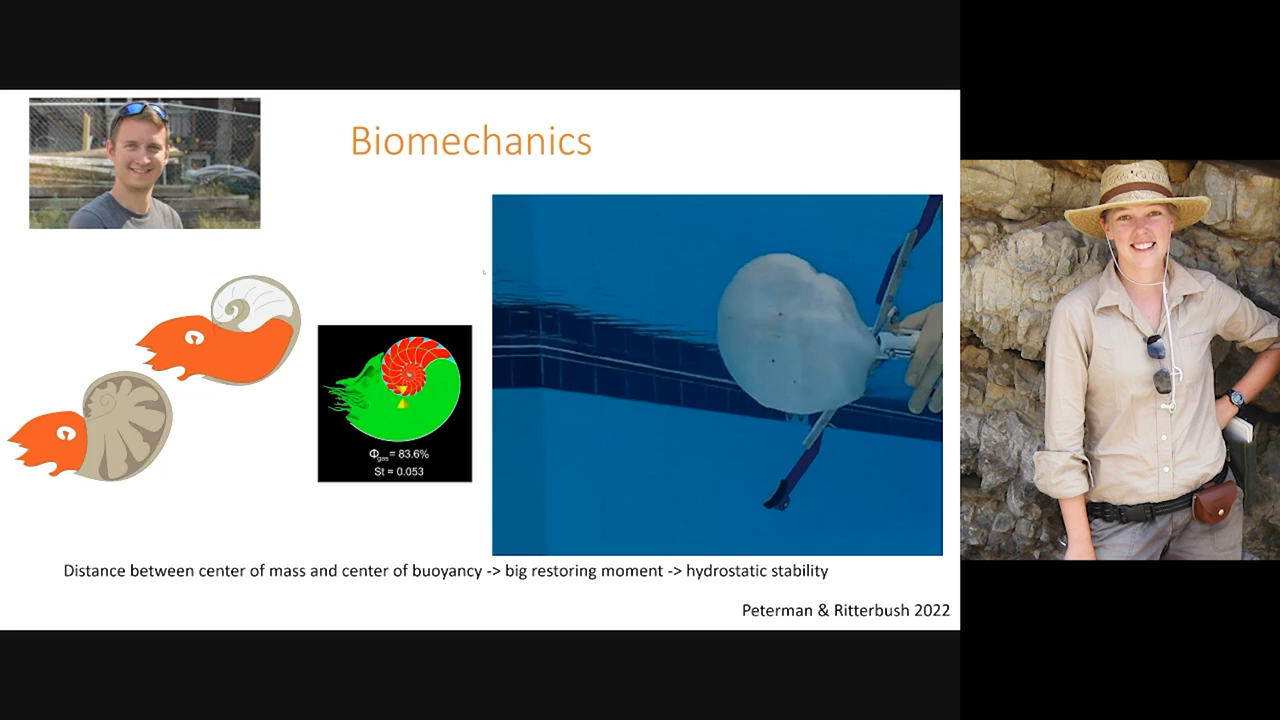 Biomechanics
Φgas= 83.6%
St = 0.053
Distance between center of mass and center of buoyancy -> big restoring moment -> hydrostatic stability
Peterman & Ritterbush 2022